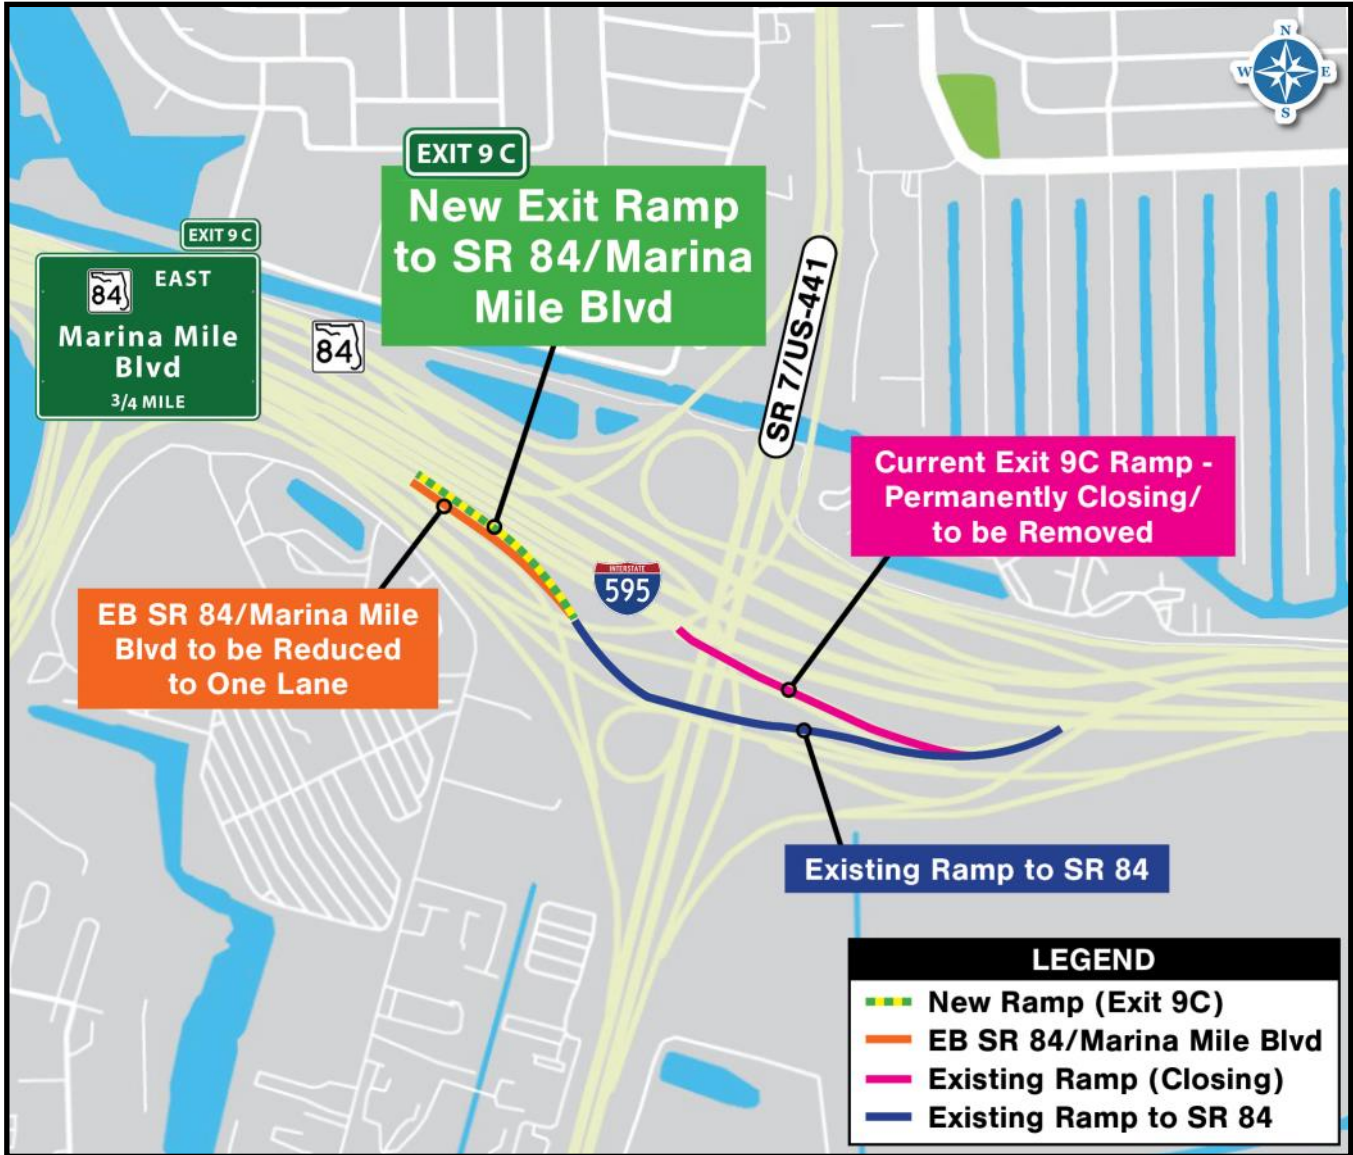 N
W
E
S
EXIT 9 C
New Exit Ramp
to SR 84/Marina
Mile Blvd
EXIT 9 C
84 EAST
Marina Mile
Blvd
3/4 MILE
84
SR 7/US-441
Current Exit 9C Ramp -
Permanently Closing/
to be Removed
INTERSTATE
595
EB SR 84/Marina Mile
Blvd to be Reduced
to One Lane
Existing Ramp to SR 84
LEGEND
New Ramp (Exit 9C)
EB SR 84/Marina Mile Blvd
Existing Ramp (Closing)
Existing Ramp to SR 84